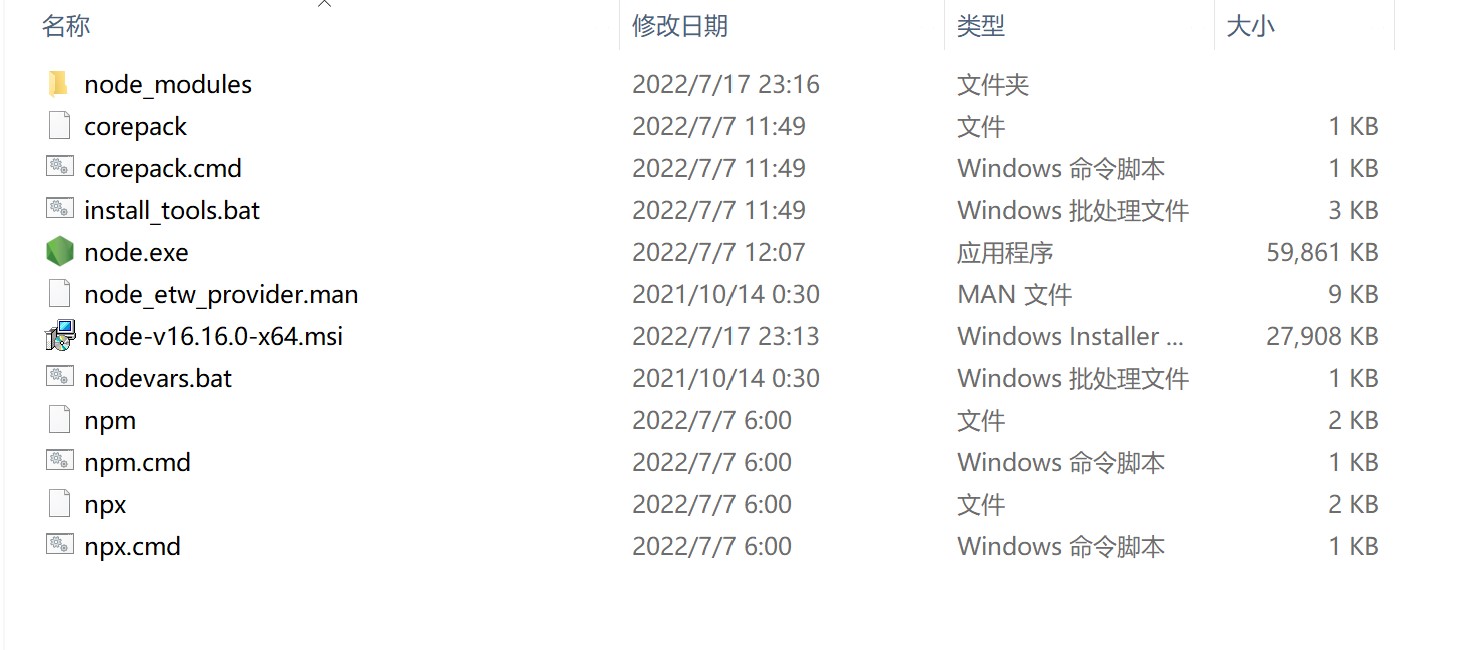 名称 修改日期 类型 大小
node_modules 2022/7/17 23:16 文件夹
corepack 2022/7/7 11:49 文件 1 KB
corepack.cmd 2022/7/7 11:49 Windows 命令脚本 1 KB
install_tools.bat 2022/7/7 11:49 Windows 批处理文件 3 KB
node.exe 2022/7/7 12:07 应用程序 59,861 KB
node_etw_provider.man 2021/10/14 0:30 MAN 文件 9 KB
node-v16.16.0-x64.msi 2022/7/17 23:13 Windows Installer ... 27,908 KB
nodevars.bat 2021/10/14 0:30 Windows 批处理文件 1 KB
npm 2022/7/7 6:00 文件 2 KB
npm.cmd 2022/7/7 6:00 Windows 命令脚本 1 KB
npx 2022/7/7 6:00 文件 2 KB
npx.cmd 2022/7/7 6:00 Windows 命令脚本 1 KB